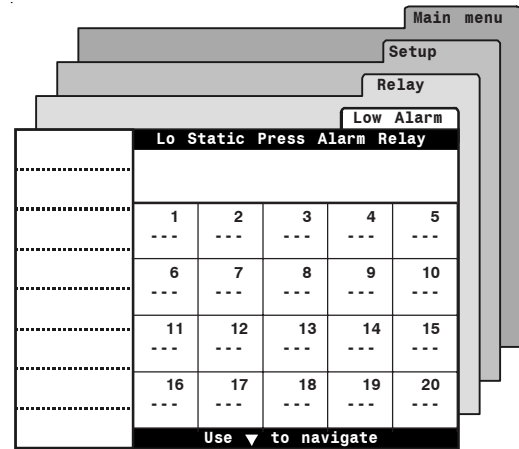 Main menu
Setup
Relay
Low Alarm
Lo Static Press Alarm Relay
1 2 3 4 5
--- --- --- --- ---
6 7 8 9 10
--- --- --- --- ---
11 12 13 14 15
--- --- --- --- ---
16 17 18 19 20
--- --- --- --- ---
Use ▼ to navigate